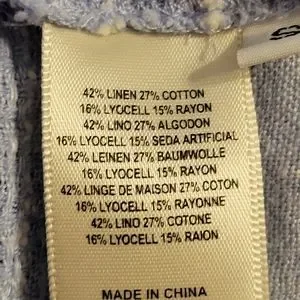 S
42% LINEN 27% COTTON
16% LYOCELL 15% RAYON
42% LINO 27% ALGODON
16% LYOCELL 15% SEDA ARTIFICIAL
42% LEINEN 27% BAUMWOLLE
16% LYOCELL 15% RAYON
42% LINGE DE MAISON 27% COTON
16% LYOCELL 15% RAYONNE
42% LINO 27% COTONE
16% LYOCELL 15% RAION
MADE IN CHINA